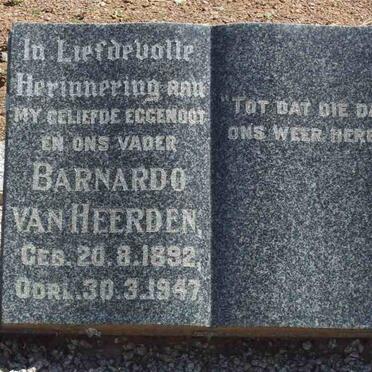 In Liefdevolle
Herinnering aan
MY GELIEFDE EGGENOOT
EN ONS VADER
BARNARDO
VAN HEERDEN,
GEB. 20.8.1892,
OORL. 30.3.1947.
"TOT DAT DIE DA
ONS WEER HERE